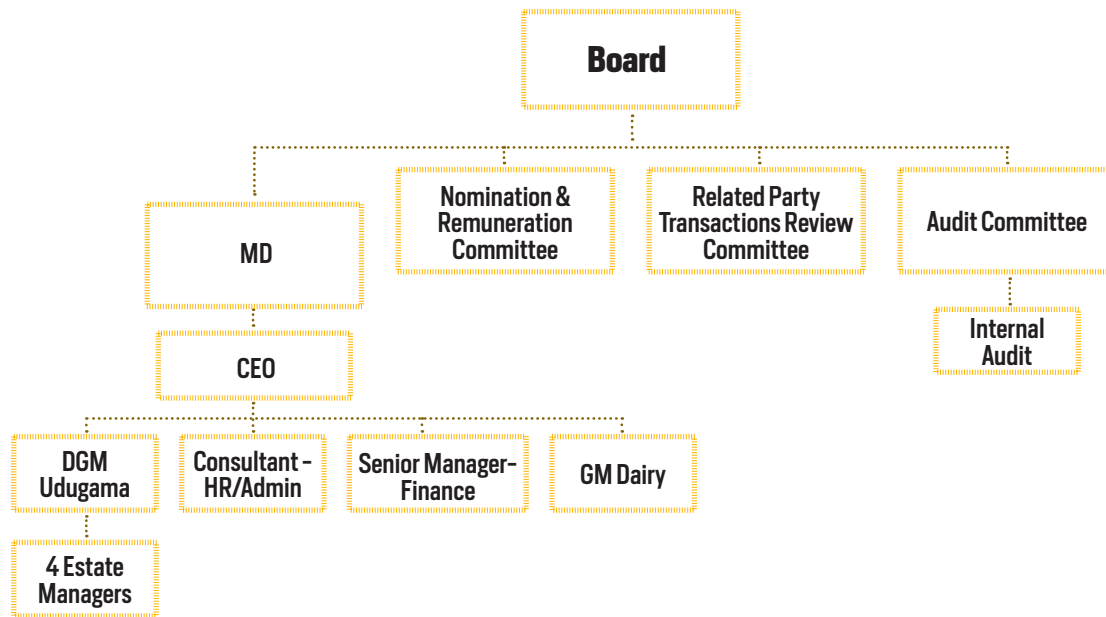 Board
MD
Nomination &
Remuneration
Committee
Related Party
Transactions Review
Committee
Audit Committee
Internal
Audit
CEO
DGM
Udugama
Consultant -
HR/Admin
Senior Manager-
Finance
GM Dairy
4 Estate
Managers